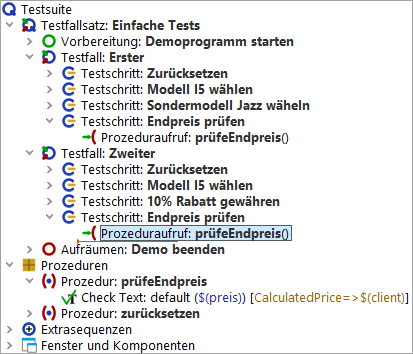 Testsuite
Testfallsatz: Einfache Tests
Vorbereitung: Demoprogramm starten
Testfall: Erster
Testschritt: Zurücksetzen
Testschritt: Modell I5 wählen
Testschritt: Sondermodell Jazz wäheln
Testschritt: Endpreis prüfen
Prozeduraufruf: prüfeEndpreis()
Testfall: Zweiter
Testschritt: Zurücksetzen
Testschritt: Modell I5 wählen
Testschritt: 10% Rabatt gewähren
Testschritt: Endpreis prüfen
Prozeduraufruf: prüfeEndpreis()
Aufräumen: Demo beenden
Prozeduren
Prozedur: prüfeEndpreis
Check Text: default ($(preis)) [CalculatedPrice=>$(client)]
Prozedur: zurücksetzen
Extrasequenzen
Fenster und Komponenten